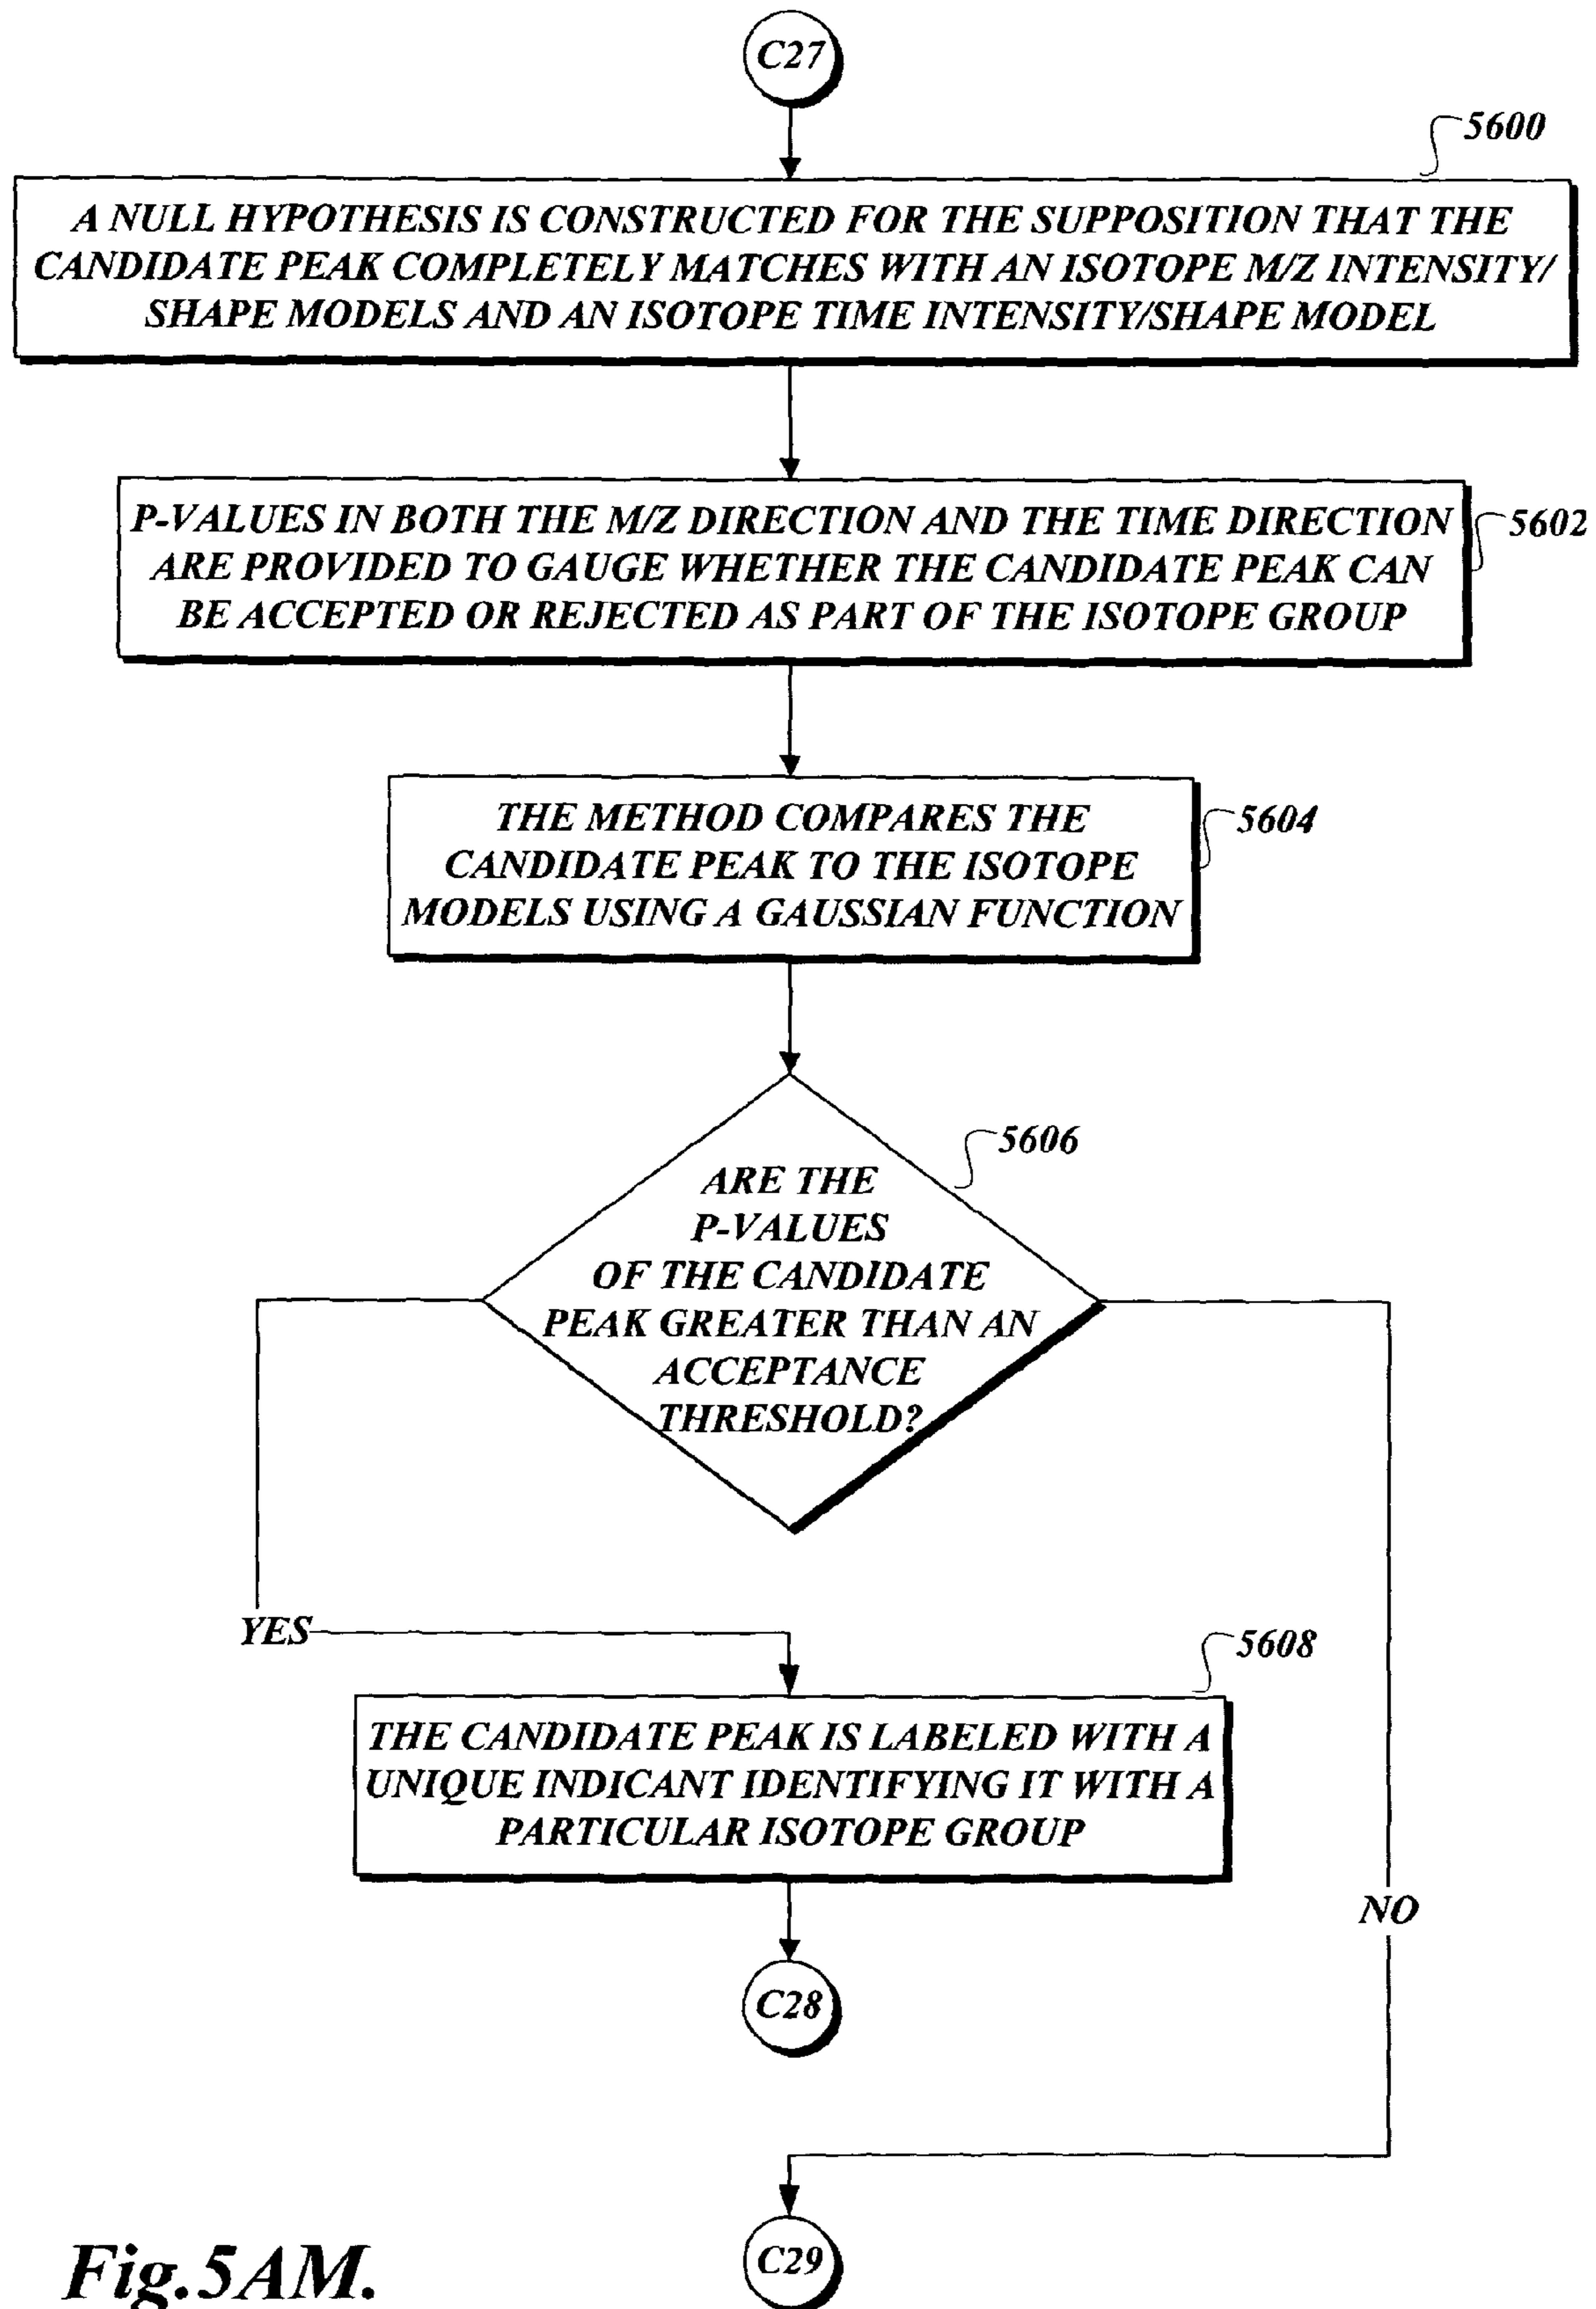 C27
5600
A NULL HYPOTHESIS IS CONSTRUCTED FOR THE SUPPOSITION THAT THE
CANDIDATE PEAK COMPLETELY MATCHES WITH AN ISOTOPE M/Z INTENSITY/
SHAPE MODELS AND AN ISOTOPE TIME INTENSITY/SHAPE MODEL
P-VALUES IN BOTH THE M/Z DIRECTION AND THE TIME DIRECTION
ARE PROVIDED TO GAUGE WHETHER THE CANDIDATE PEAK CAN
BE ACCEPTED OR REJECTED AS PART OF THE ISOTOPE GROUP
5602
THE METHOD COMPARES THE
CANDIDATE PEAK TO THE ISOTOPE
MODELS USING A GAUSSIAN FUNCTION
5604
5606
ARE THE
P-VALUES
OF THE CANDIDATE
PEAK GREATER THAN AN
ACCEPTANCE
THRESHOLD?
YES
5608
THE CANDIDATE PEAK IS LABELED WITH A
UNIQUE INDICANT IDENTIFYING IT WITH A
PARTICULAR ISOTOPE GROUP
NO
C28
C29
Fig.5AM.